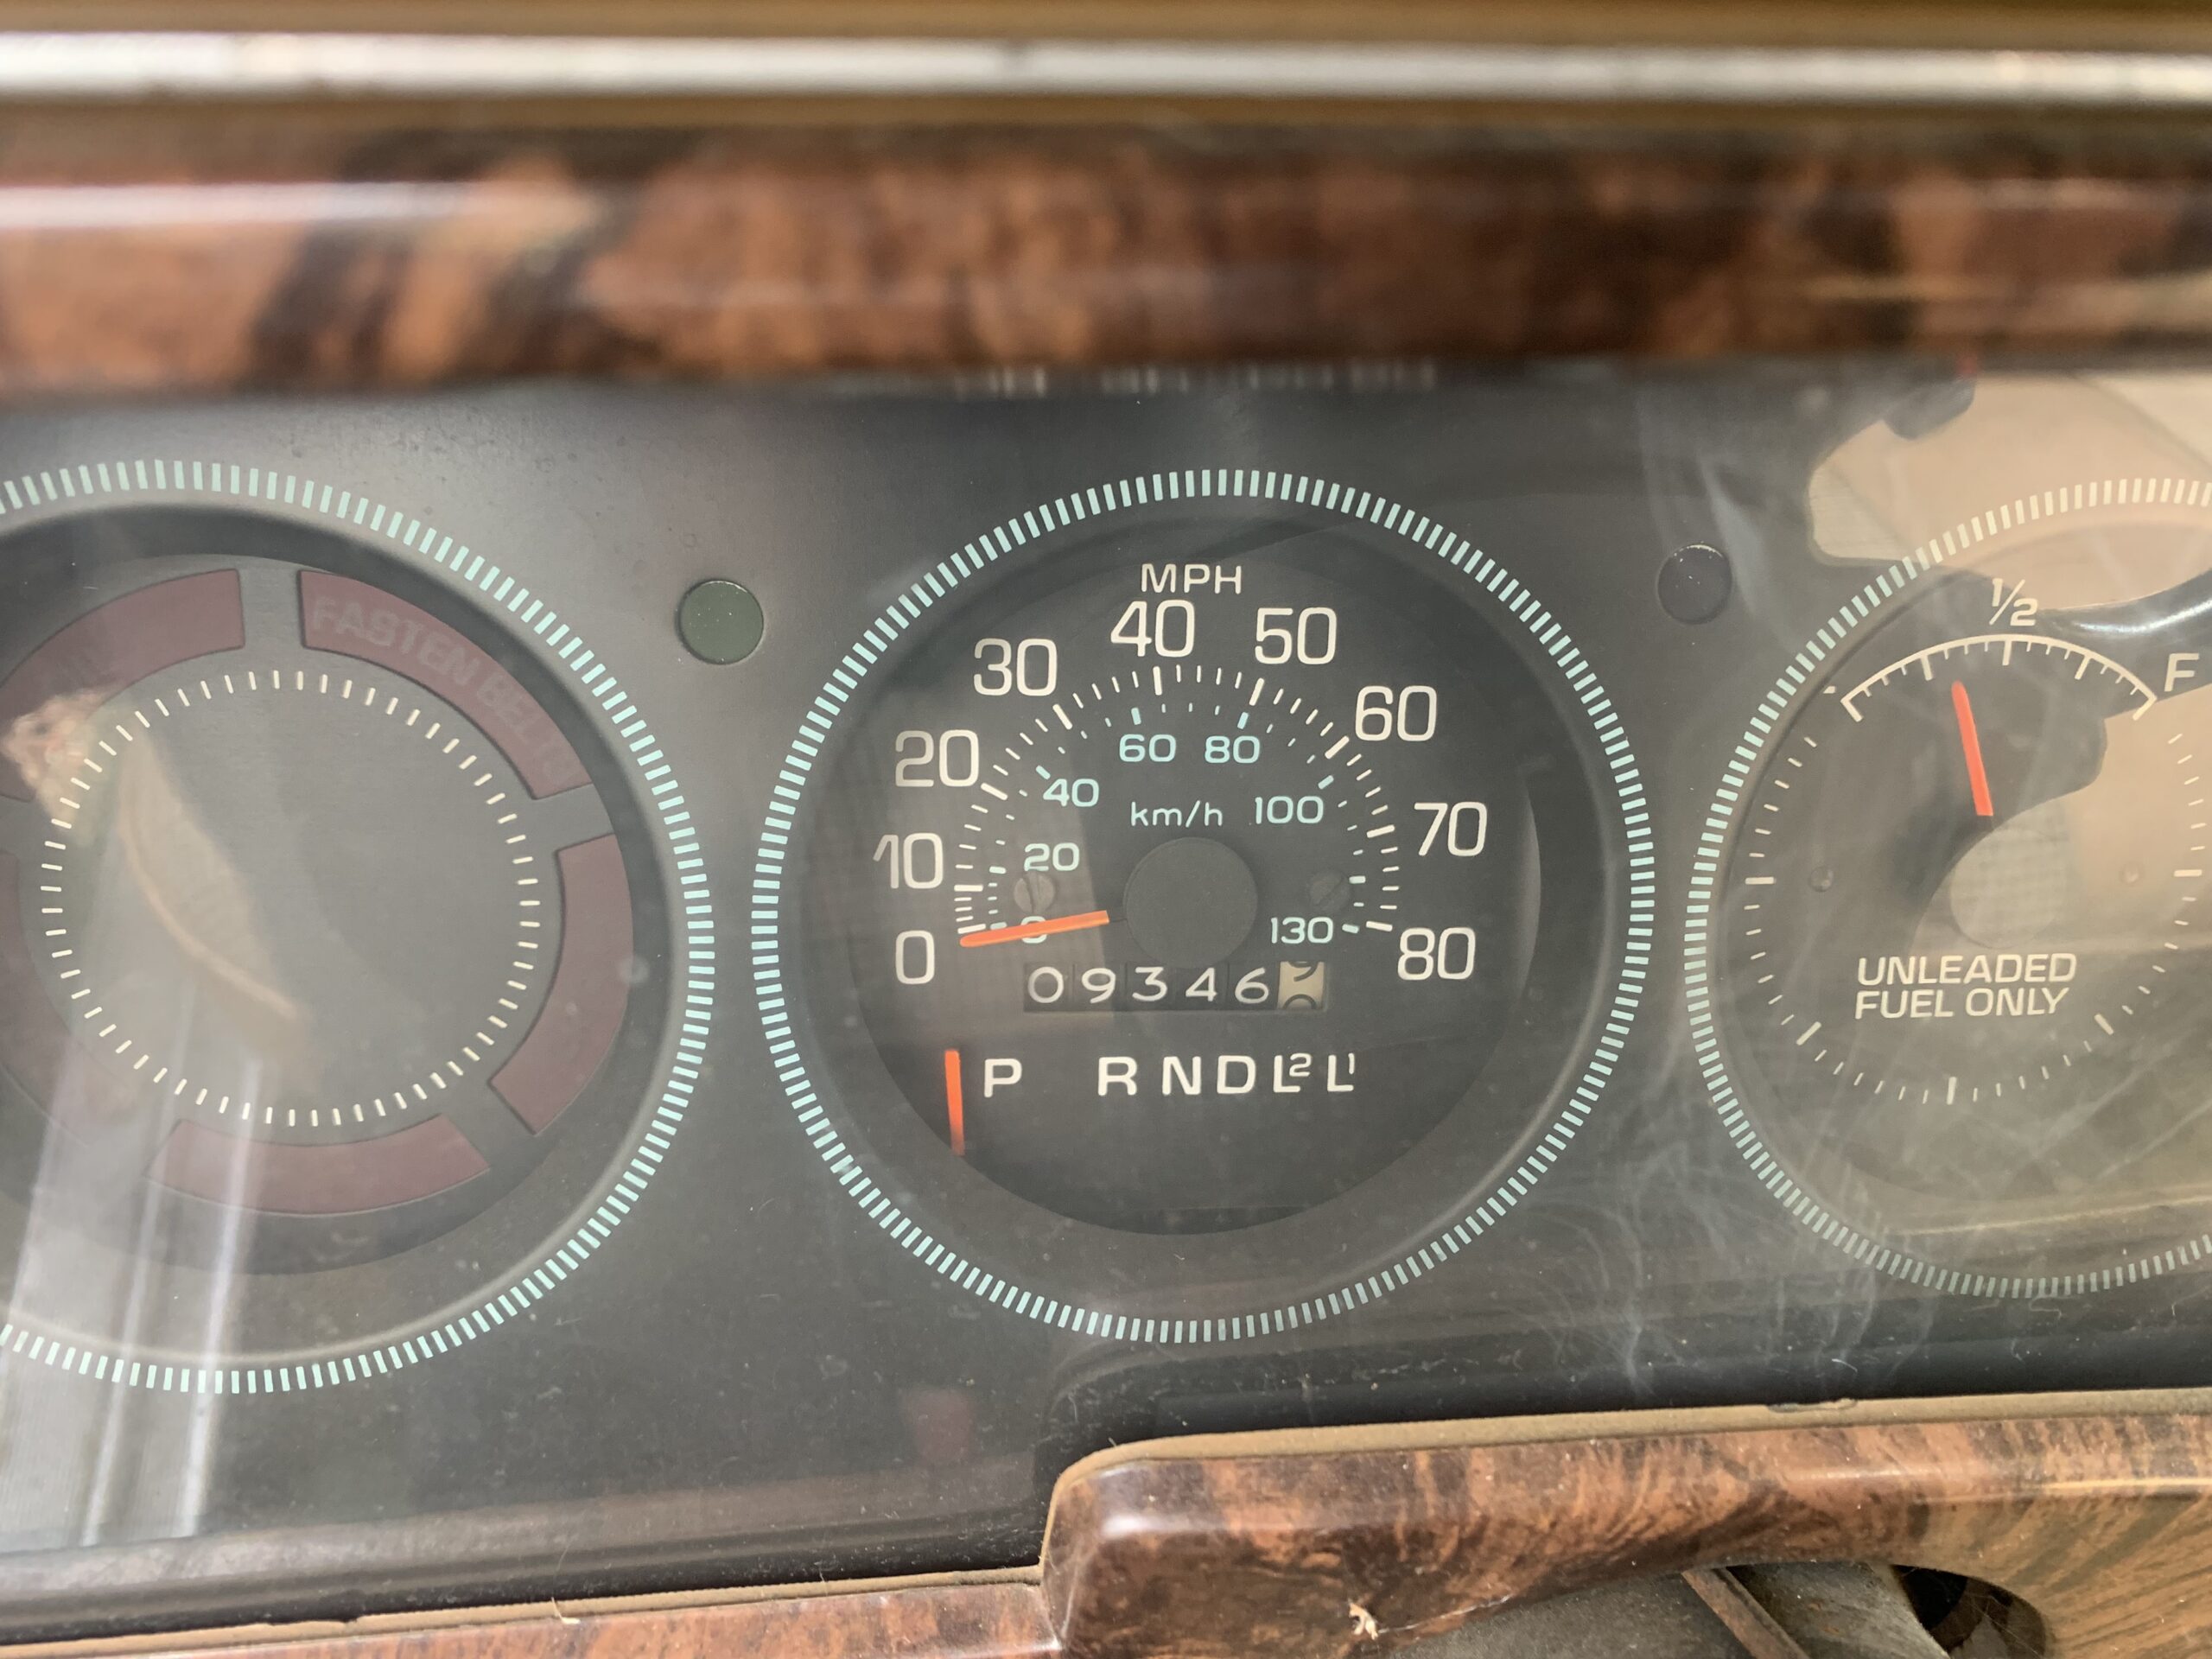 FASTEN BELTS
MPH
0 10 20 30 40 50 60 70 80
0 20 40 60 80 100 130
km/h
09346
P R N D L2 L1
1/2
F
UNLEADED
FUEL ONLY